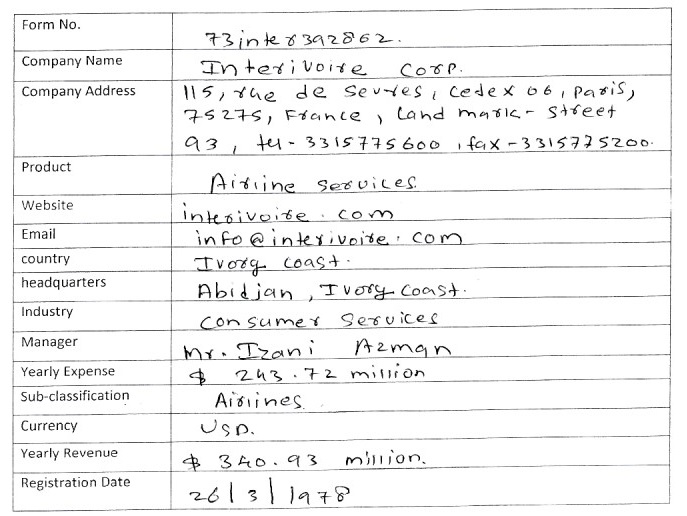 Form No. 73inter392862.
Company Name Interivoire Corp.
Company Address 115, rue de sevres, cedex 06, paris,
75275, France, Land mark - street
93, tel - 3315775600, fax - 3315775200.
Product Airline services.
Website interivoire.com
Email info@interivoire.com
country Ivory coast.
headquarters Abidjan, Ivory coast.
Industry consumer services
Manager Mr. Izani Azman
Yearly Expense $ 243.72 million
Sub-classification Airlines.
Currency USD.
Yearly Revenue $ 340.93 million.
Registration Date 26/3/1978